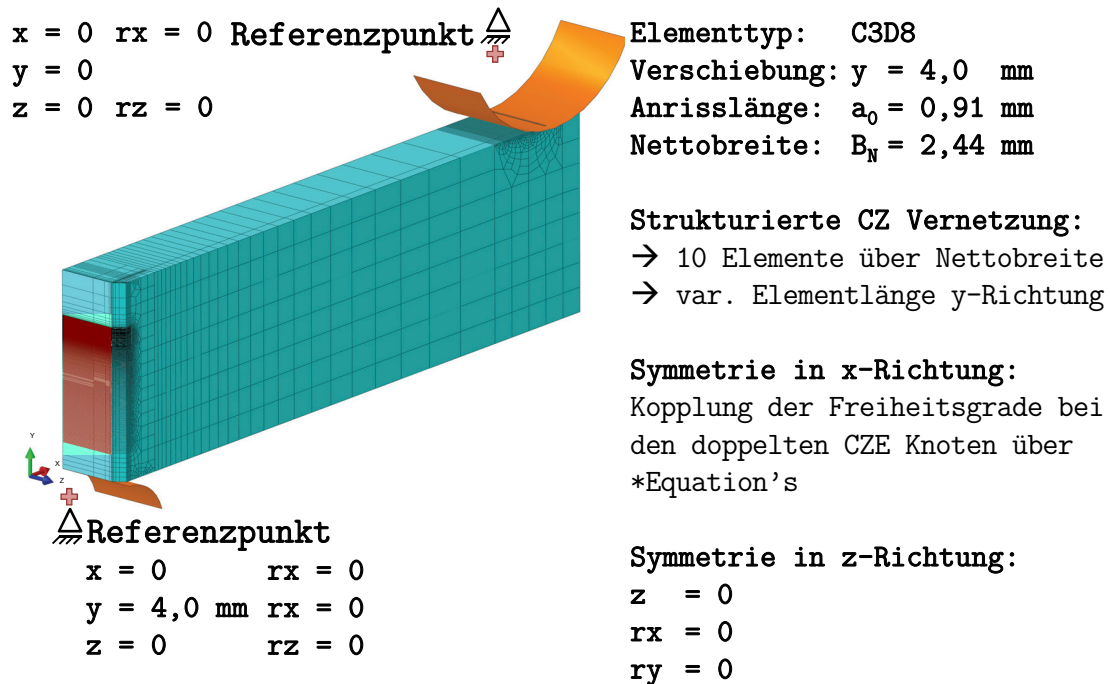 x = 0 rx = 0 Referenzpunkt
y = 0
z = 0 rz = 0
Elementtyp: C3D8
Verschiebung: y = 4,0 mm
Anrisslänge: a₀ = 0,91 mm
Nettobreite: B_N = 2,44 mm
Strukturierte CZ Vernetzung:
→ 10 Elemente über Nettobreite
→ var. Elementlänge y-Richtung
Symmetrie in x-Richtung:
Kopplung der Freiheitsgrade bei
den doppelten CZE Knoten über
*Equation's
Symmetrie in z-Richtung:
z = 0
rx = 0
ry = 0
Y
X
Z
Referenzpunkt
x = 0 rx = 0
y = 4,0 mm rx = 0
z = 0 rz = 0